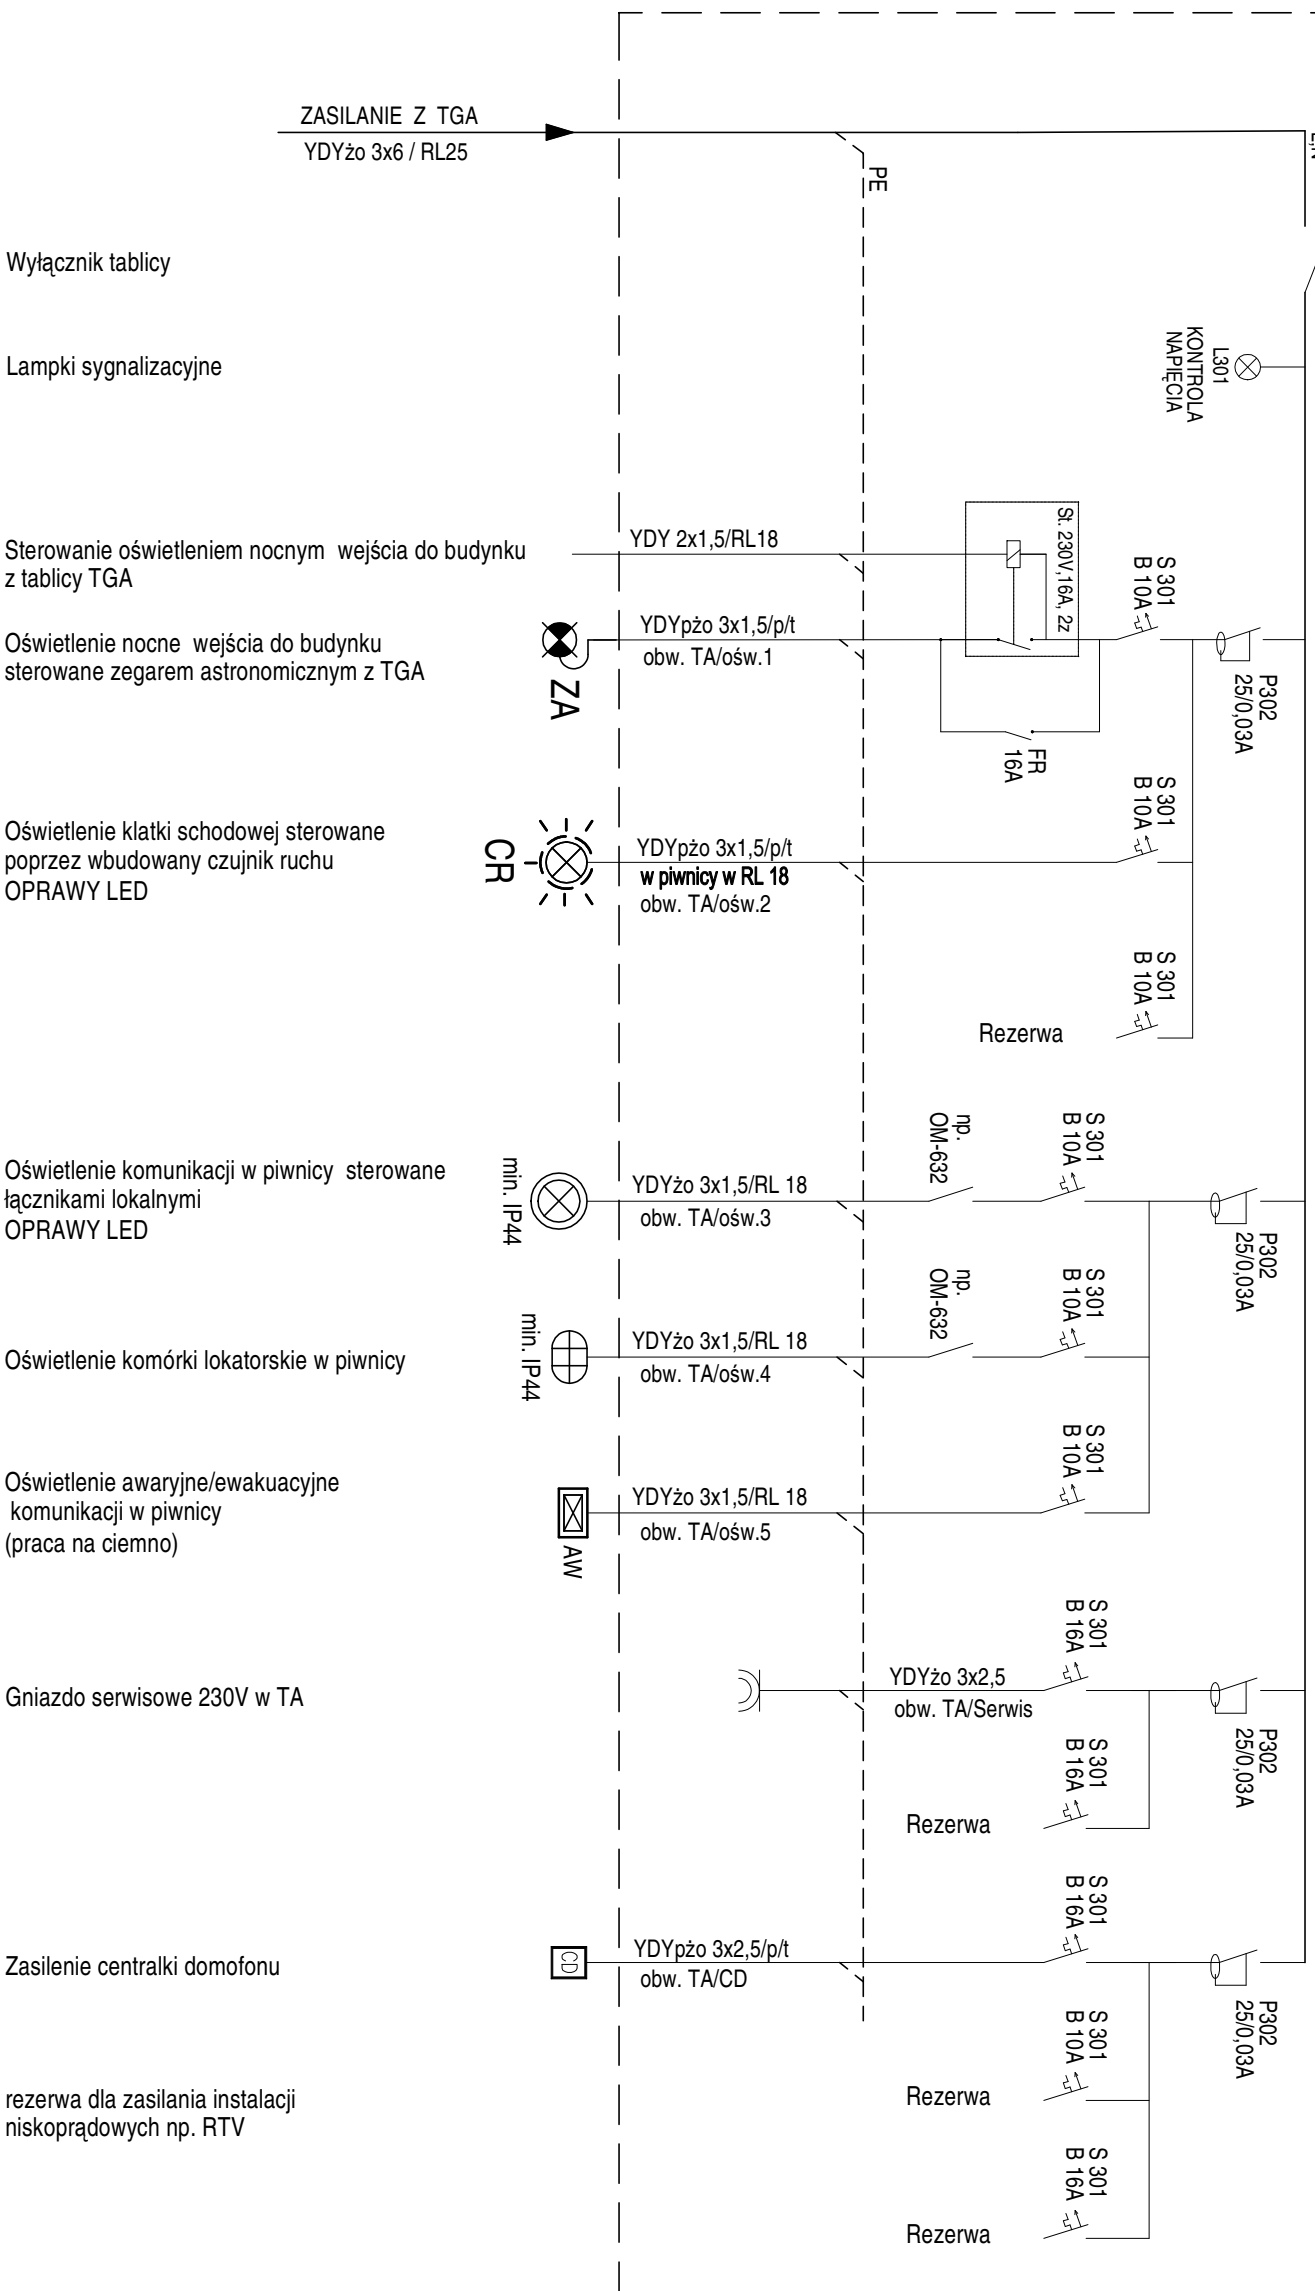 ZASILANIE Z TGA
YDYżo 3x6 / RL25
PE
Wyłącznik tablicy
Lampki sygnalizacyjne
L301
KONTROLA
NAPIĘCIA
Sterowanie oświetleniem nocnym wejścia do budynku
z tablicy TGA
YDY 2x1,5/RL18
St. 230V,16A, 2z
S 301
B 10A
Oświetlenie nocne wejścia do budynku
sterowane zegarem astronomicznym z TGA
ZA
YDYpżo 3x1,5/p/t
obw. TA/ośw.1
FR
16A
P302
25/0,03A
Oświetlenie klatki schodowej sterowane
poprzez wbudowany czujnik ruchu
OPRAWY LED
CR
YDYpżo 3x1,5/p/t
w piwnicy w RL 18
obw. TA/ośw.2
S 301
B 10A
S 301
B 10A
Rezerwa
Oświetlenie komunikacji w piwnicy sterowane
łącznikami lokalnymi
OPRAWY LED
min. IP44
YDYżo 3x1,5/RL 18
obw. TA/ośw.3
np.
OM-632
S 301
B 10A
P302
25/0,03A
Oświetlenie komórki lokatorskie w piwnicy
min. IP44
YDYżo 3x1,5/RL 18
obw. TA/ośw.4
np.
OM-632
S 301
B 10A
Oświetlenie awaryjne/ewakuacyjne
komunikacji w piwnicy
(praca na ciemno)
AW
YDYżo 3x1,5/RL 18
obw. TA/ośw.5
S 301
B 10A
Gniazdo serwisowe 230V w TA
YDYżo 3x2,5
obw. TA/Serwis
S 301
B 16A
P302
25/0,03A
S 301
B 16A
Rezerwa
Zasilenie centralki domofonu
CD
YDYpżo 3x2,5/p/t
obw. TA/CD
S 301
B 16A
P302
25/0,03A
rezerwa dla zasilania instalacji
niskoprądowych np. RTV
S 301
B 10A
Rezerwa
S 301
B 16A
Rezerwa